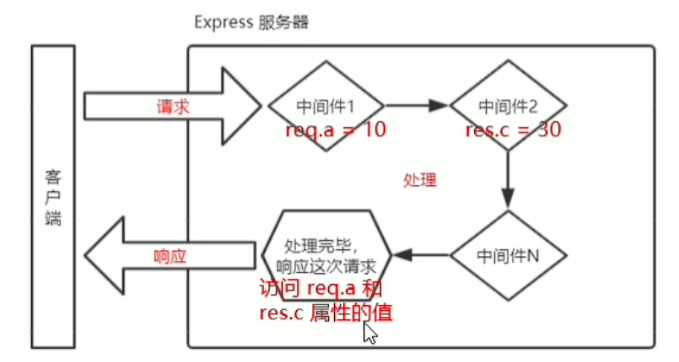 Express 服务器
客户端
请求
中间件1
req.a = 10
中间件2
res.c = 30
处理
中间件N
处理完毕，
响应这次请求
访问 req.a 和
res.c 属性的值
响应